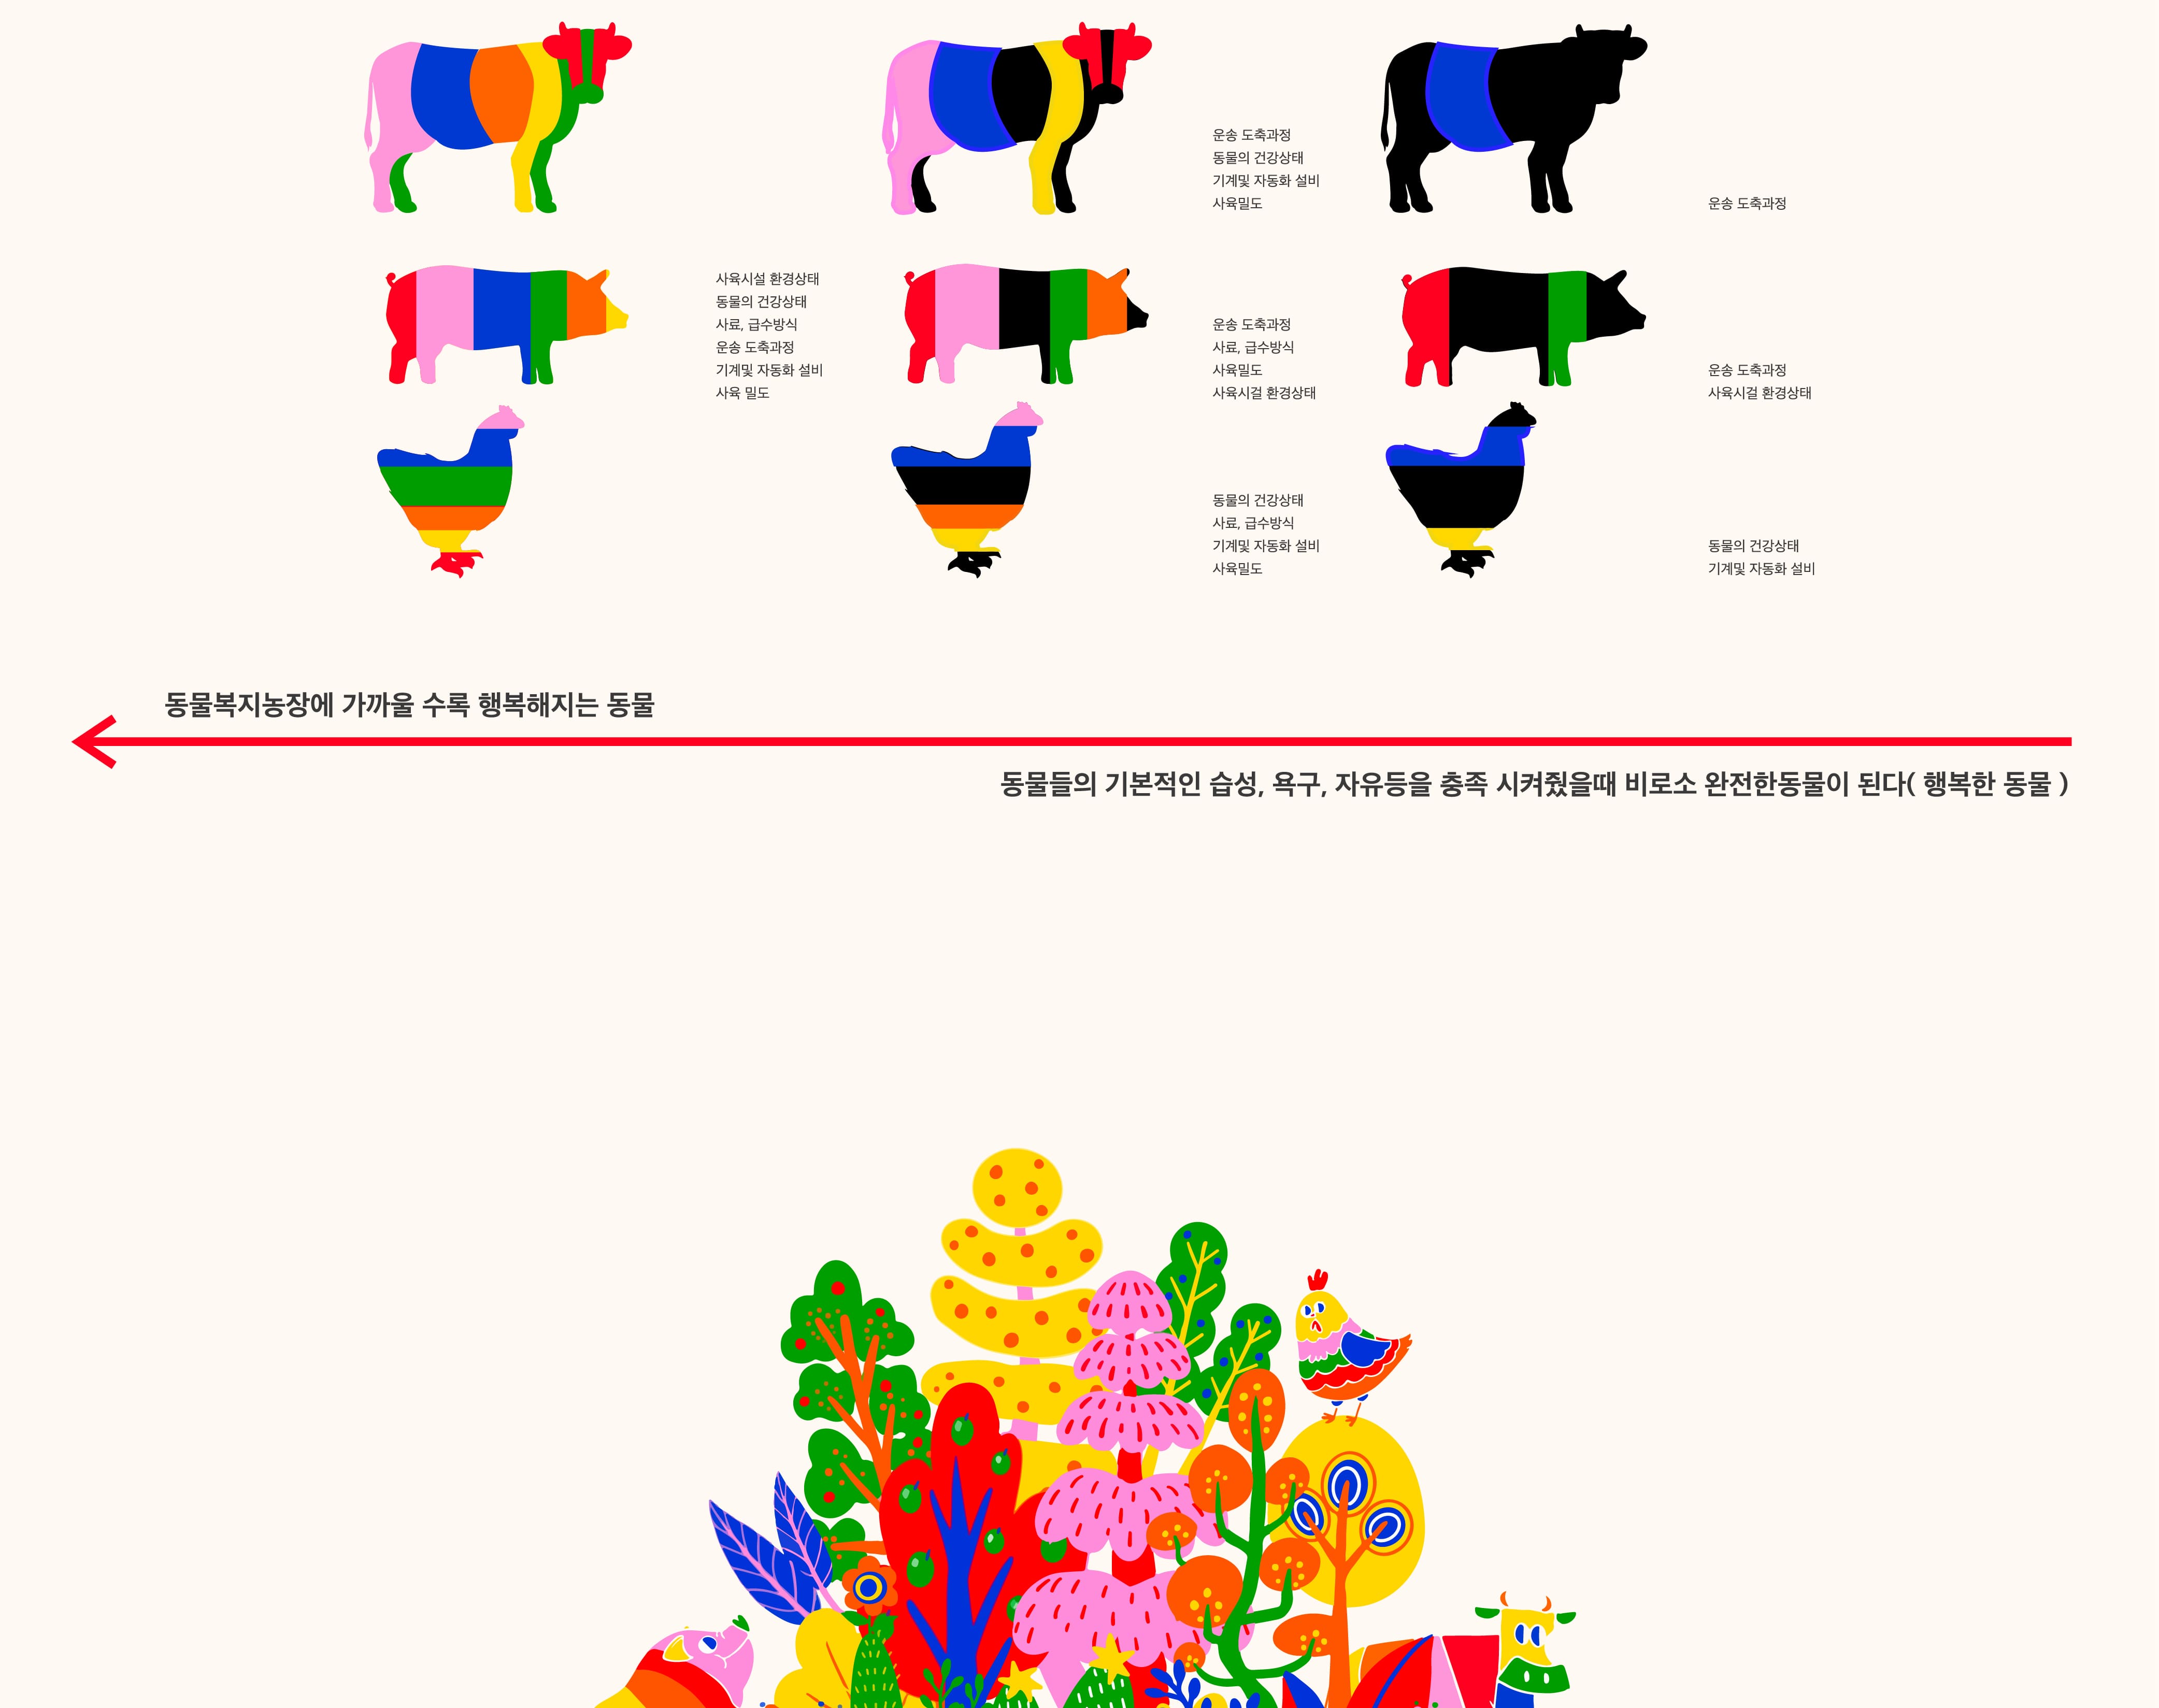 운송 도축과정
동물의 건강상태
기계및 자동화 설비
사육밀도
운송 도축과정
사육시설 환경상태
동물의 건강상태
사료, 급수방식
운송 도축과정
기계및 자동화 설비
사육 밀도
운송 도축과정
사료, 급수방식
사육밀도
사육시걸 환경상태
운송 도축과정
사육시걸 환경상태
동물의 건강상태
사료, 급수방식
기계및 자동화 설비
사육밀도
동물의 건강상태
기계및 자동화 설비
동물복지농장에 가까울 수록 행복해지는 동물
동물들의 기본적인 습성, 욕구, 자유등을 충족 시켜줬을때 비로소 완전한동물이 된다( 행복한 동물 )